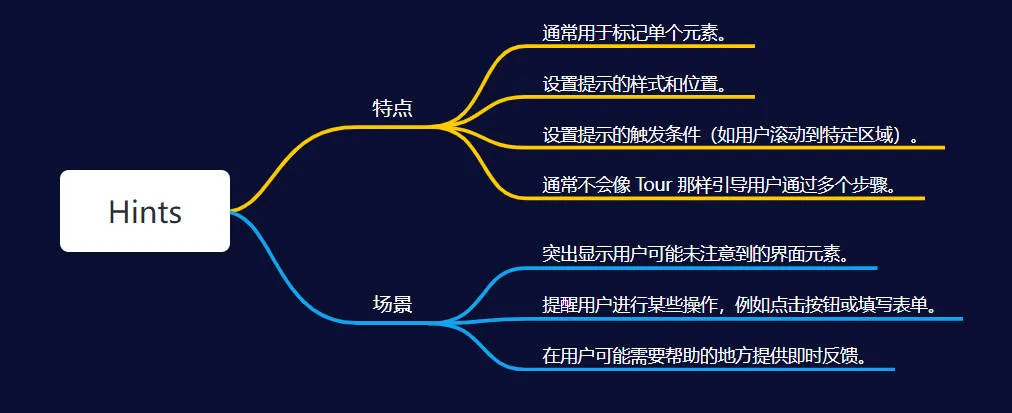 Hints
特点
通常用于标记单个元素。
设置提示的样式和位置。
设置提示的触发条件（如用户滚动到特定区域）。
通常不会像 Tour 那样引导用户通过多个步骤。
场景
突出显示用户可能未注意到的界面元素。
提醒用户进行某些操作，例如点击按钮或填写表单。
在用户可能需要帮助的地方提供即时反馈。